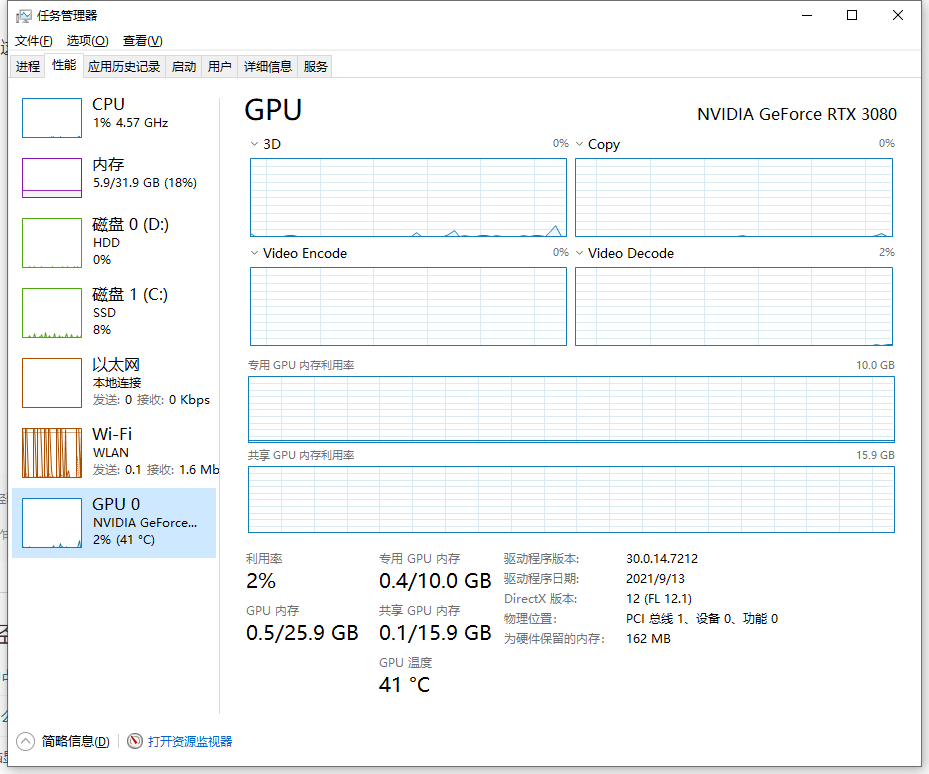 任务管理器
文件(F) 选项(O) 查看(V)
进程 性能 应用历史记录 启动 用户 详细信息 服务
CPU
1% 4.57 GHz
内存
5.9/31.9 GB (18%)
磁盘 0 (D:)
HDD
0%
磁盘 1 (C:)
SSD
8%
以太网
本地连接
发送: 0 接收: 0 Kbps
Wi-Fi
WLAN
发送: 0.1 接收: 1.6 Mb
GPU 0
NVIDIA GeForce...
2% (41 °C)
GPU
NVIDIA GeForce RTX 3080
3D 0%
Copy 0%
Video Encode 0%
Video Decode 2%
专用 GPU 内存利用率 10.0 GB
共享 GPU 内存利用率 15.9 GB
利用率
2%
专用 GPU 内存
0.4/10.0 GB
GPU 内存
0.5/25.9 GB
共享 GPU 内存
0.1/15.9 GB
GPU 温度
41 °C
驱动程序版本: 30.0.14.7212
驱动程序日期: 2021/9/13
DirectX 版本: 12 (FL 12.1)
物理位置: PCI 总线 1、设备 0、功能 0
为硬件保留的内存: 162 MB
简略信息(D) 打开资源监视器